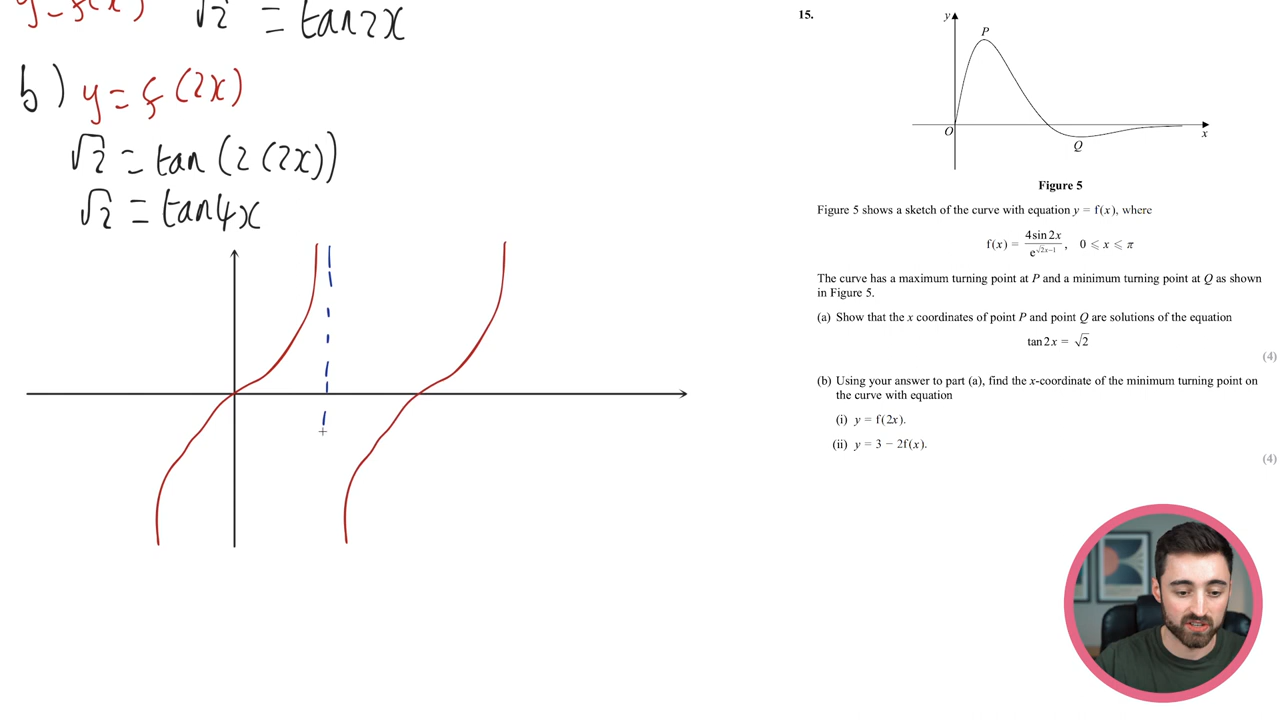 y=f(x) √2 = tan2x
b) y=f(2x)
√2 = tan(2(2x))
√2 = tan4x
15.
y
P
O
x
Q
Figure 5
Figure 5 shows a sketch of the curve with equation y = f(x), where
f(x) = 4sin2x / e^(√2x−1), 0 ⩽ x ⩽ π
The curve has a maximum turning point at P and a minimum turning point at Q as shown
in Figure 5.
(a) Show that the x coordinates of point P and point Q are solutions of the equation
tan2x = √2
(4)
(b) Using your answer to part (a), find the x-coordinate of the minimum turning point on
the curve with equation
(i) y = f(2x).
(ii) y = 3 − 2f(x).
(4)